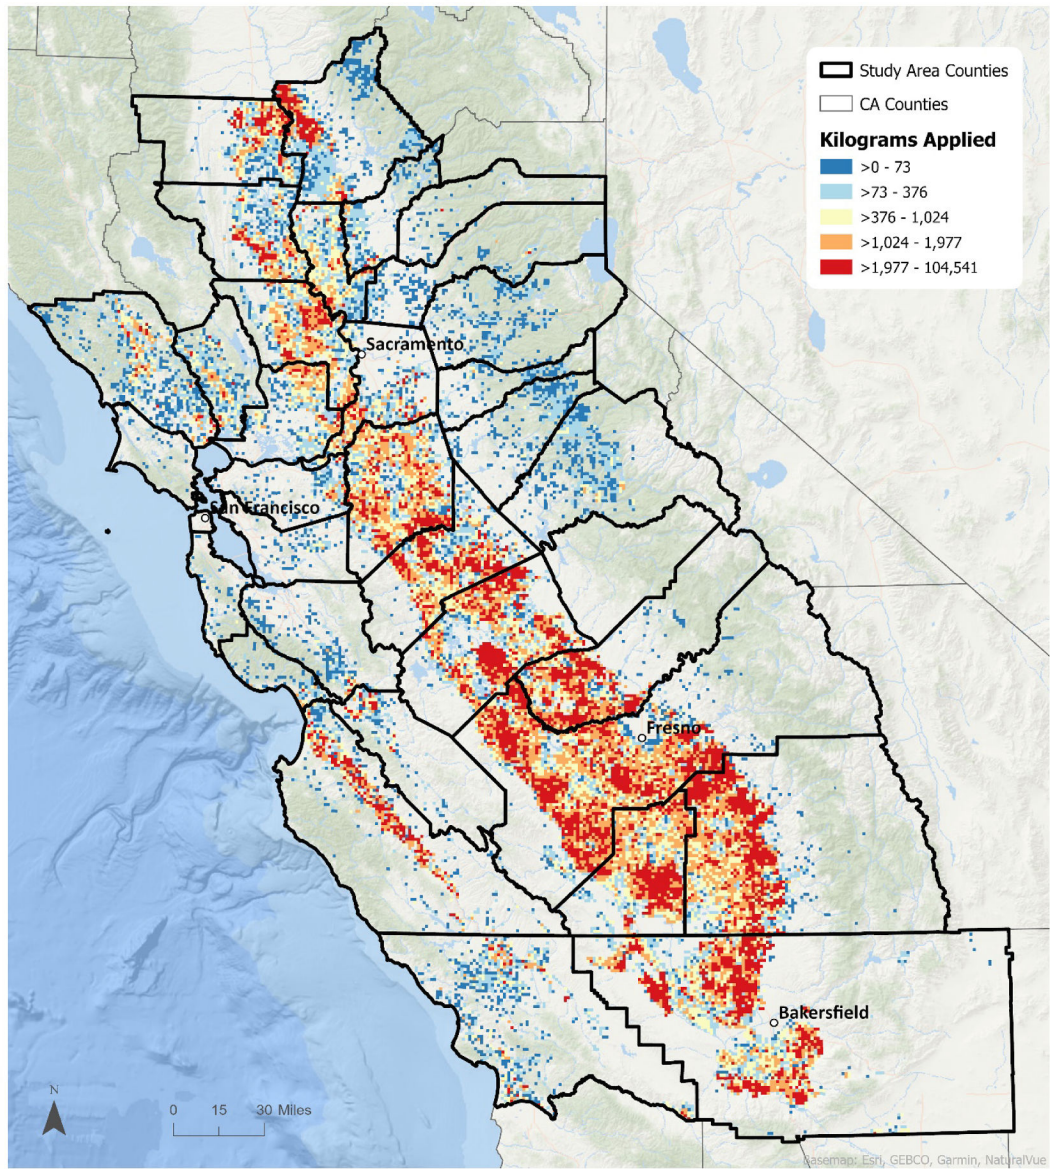 Study Area Counties
CA Counties
Kilograms Applied
>0 - 73
>73 - 376
>376 - 1,024
>1,024 - 1,977
>1,977 - 104,541
Sacramento
San Francisco
Fresno
Bakersfield
N
0 15 30 Miles
Basemap: Esri, GEBCO, Garmin, NaturalVue